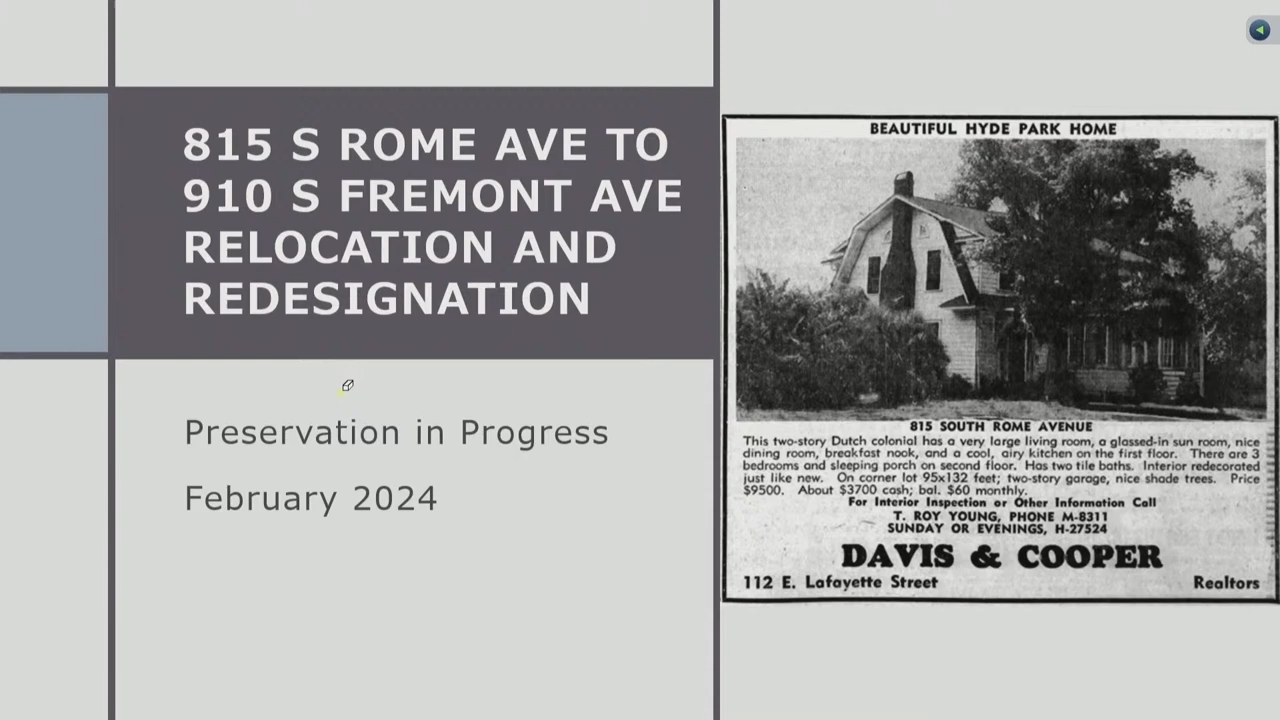 815 S ROME AVE TO
910 S FREMONT AVE
RELOCATION AND
REDESIGNATION
Preservation in Progress
February 2024
BEAUTIFUL HYDE PARK HOME
815 SOUTH ROME AVENUE
This two-story Dutch colonial has a very large living room, a glassed-in sun room, nice
dining room, breakfast nook, and a cool, airy kitchen on the first floor. There are 3
bedrooms and sleeping porch on second floor. Has two tile baths. Interior redecorated
just like new. On corner lot 95x132 feet; two-story garage, nice shade trees. Price
$9500. About $3700 cash; bal. $60 monthly.
For Interior Inspection or Other Information Call
T. ROY YOUNG, PHONE M-8311
SUNDAY OR EVENINGS, H-27524
DAVIS & COOPER
112 E. Lafayette Street Realtors